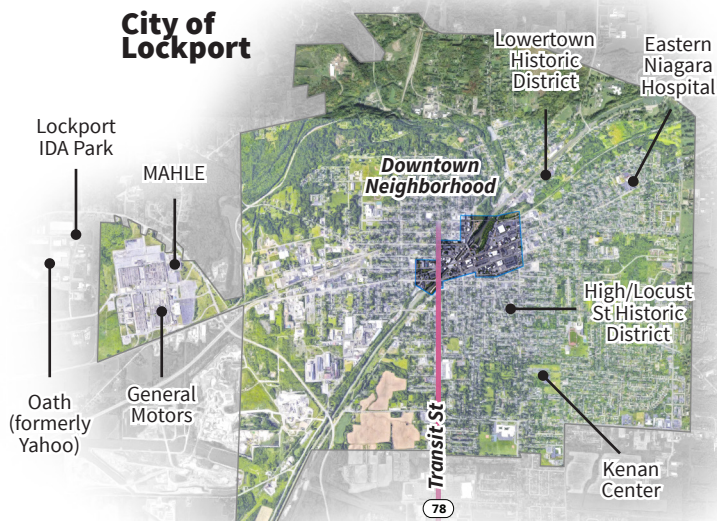 City of
Lockport
Lowertown
Historic
District
Eastern
Niagara
Hospital
Lockport
IDA Park
MAHLE
Downtown
Neighborhood
High/Locust
St Historic
District
Oath
(formerly
Yahoo)
General
Motors
Transit St
Kenan
Center
78